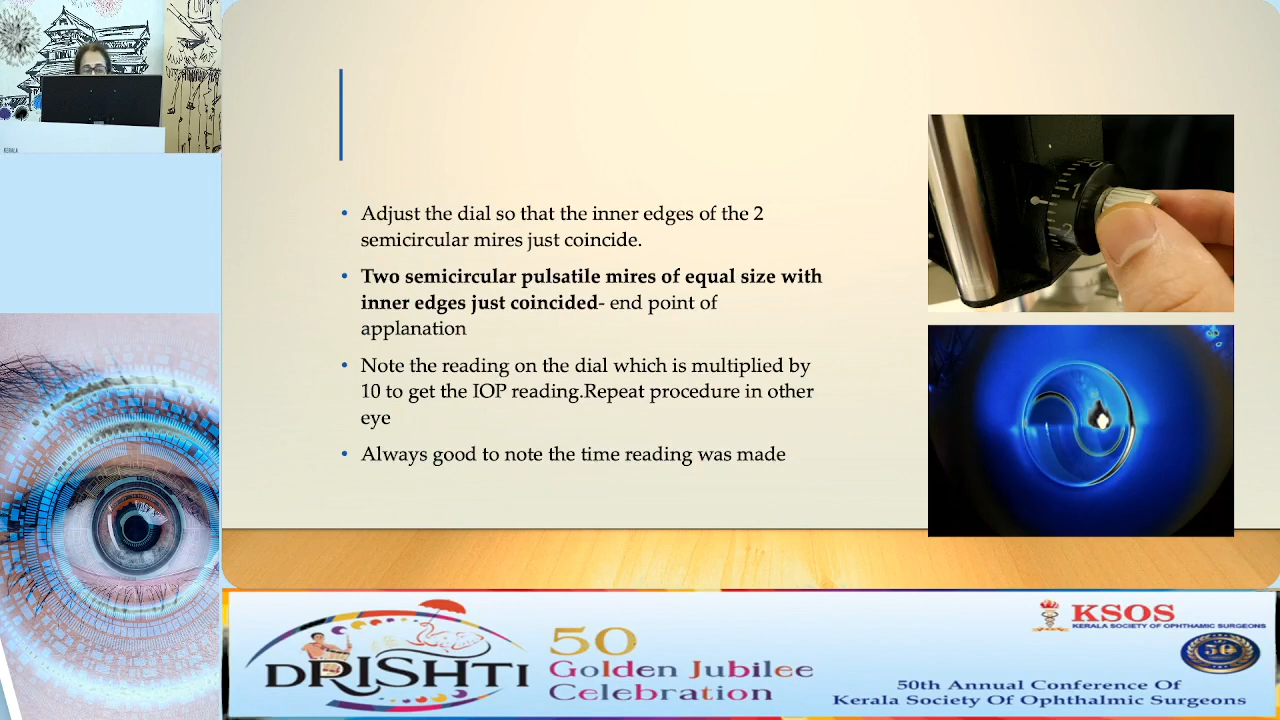 Adjust the dial so that the inner edges of the 2
semicircular mires just coincide.
Two semicircular pulsatile mires of equal size with
inner edges just coincided- end point of
applanation
Note the reading on the dial which is multiplied by
10 to get the IOP reading.Repeat procedure in other
eye
Always good to note the time reading was made
1
2
KERALA
DRISHTI
50
Golden Jubilee
Celebration
KSOS
KERALA SOCIETY OF OPHTHAMIC SURGEONS
50
50th Annual Conference Of
Kerala Society Of Ophthalmic Surgeons